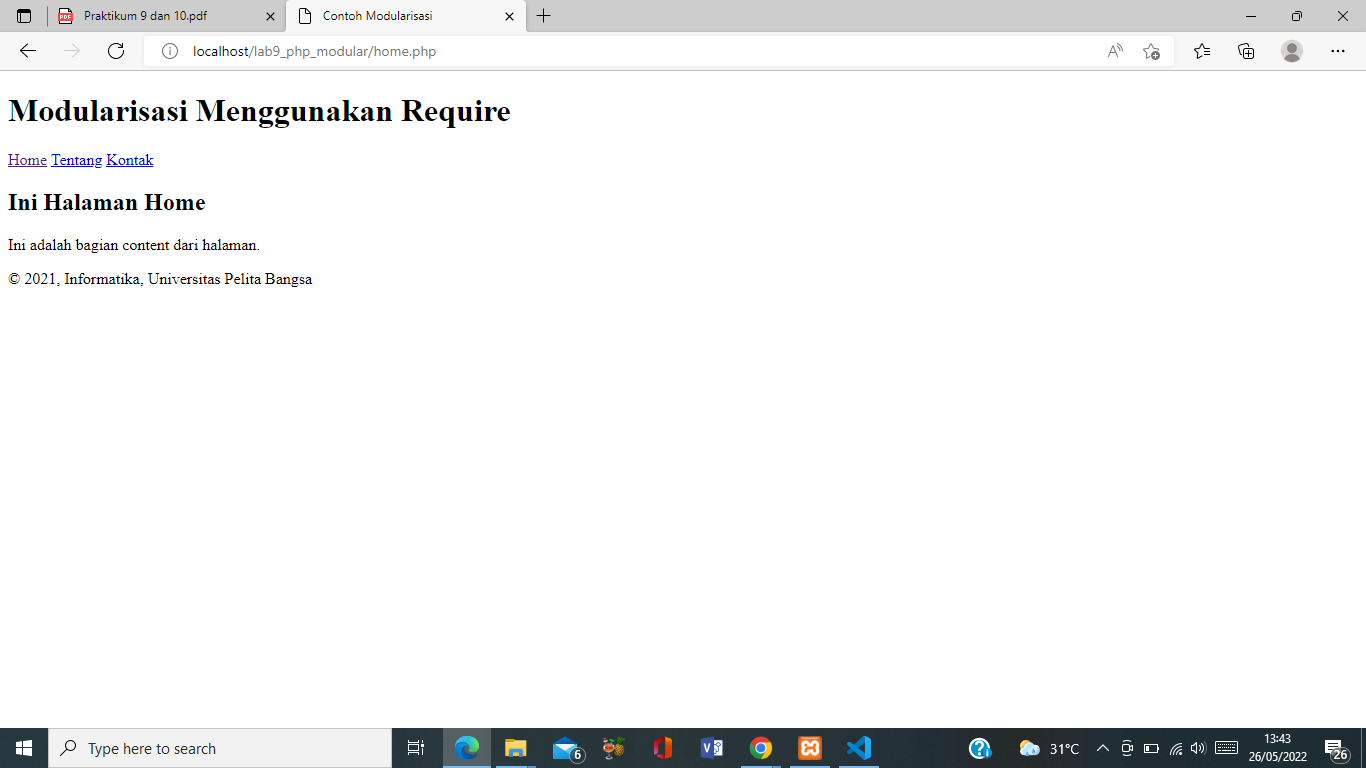 Praktikum 9 dan 10.pdf
Contoh Modularisasi
localhost/lab9_php_modular/home.php
Modularisasi Menggunakan Require
Home Tentang Kontak
Ini Halaman Home
Ini adalah bagian content dari halaman.
© 2021, Informatika, Universitas Pelita Bangsa
Type here to search
6
31°C
13:43
26/05/2022
26